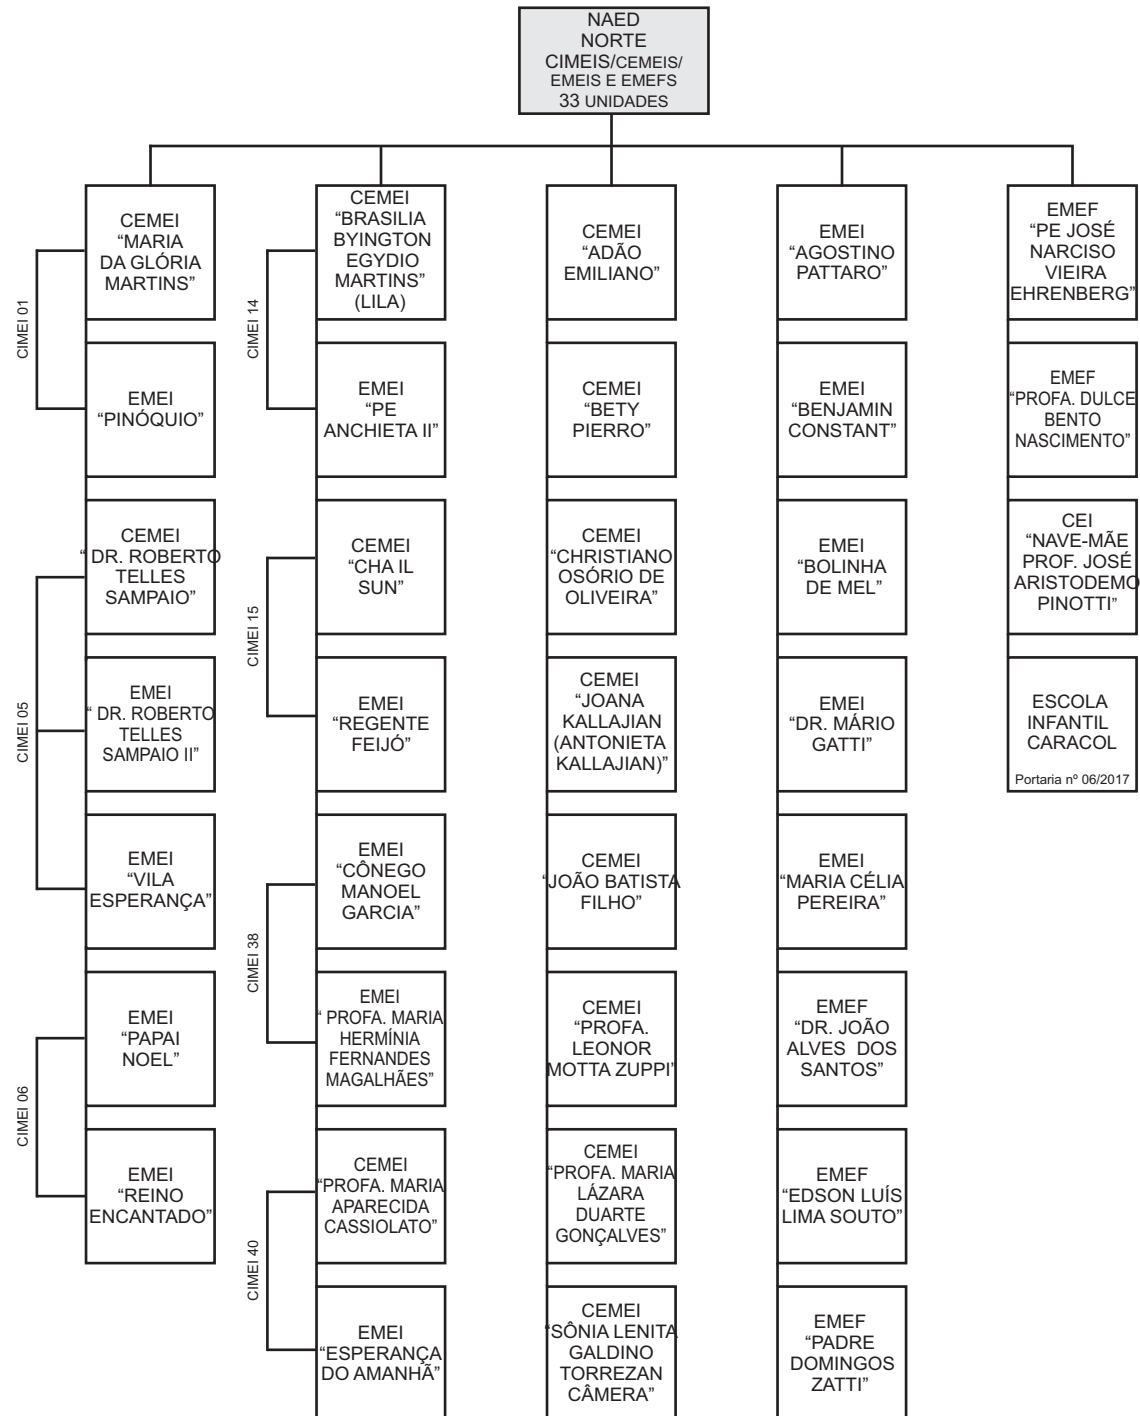 NAED
NORTE
CIMEIS/CEMEIS/
EMEIS E EMEFS
33 UNIDADES
CIMEI 01
CEMEI
“MARIA
DA GLÓRIA
MARTINS”
EMEI
“PINÓQUIO”
CIMEI 05
CEMEI
“ DR. ROBERTO
TELLES
SAMPAIO”
EMEI
“ DR. ROBERTO
TELLES
SAMPAIO II”
EMEI
“VILA
ESPERANÇA”
CIMEI 06
EMEI
“PAPAI
NOEL”
EMEI
“REINO
ENCANTADO”
CIMEI 14
CEMEI
“BRASILIA
BYINGTON
EGYDIO
MARTINS”
(LILA)
EMEI
“PE
ANCHIETA II”
CIMEI 15
CEMEI
“CHA IL
SUN”
EMEI
“REGENTE
FEIJÓ”
CIMEI 38
EMEI
“CÔNEGO
MANOEL
GARCIA”
EMEI
“ PROFA. MARIA
HERMÍNIA
FERNANDES
MAGALHÃES”
CIMEI 40
CEMEI
“PROFA. MARIA
APARECIDA
CASSIOLATO”
EMEI
“ESPERANÇA
DO AMANHÔ
CEMEI
“ADÃO
EMILIANO”
CEMEI
“BETY
PIERRO”
CEMEI
“CHRISTIANO
OSÓRIO DE
OLIVEIRA”
CEMEI
“JOANA
KALLAJIAN
(ANTONIETA
KALLAJIAN)”
CEMEI
“JOÃO BATISTA
FILHO”
CEMEI
“PROFA.
LEONOR
MOTTA ZUPPI”
CEMEI
“PROFA. MARIA
LÁZARA
DUARTE
GONÇALVES”
CEMEI
“SÔNIA LENITA
GALDINO
TORREZAN
CÂMERA”
EMEI
“AGOSTINO
PATTARO”
EMEI
“BENJAMIN
CONSTANT”
EMEI
“BOLINHA
DE MEL”
EMEI
“DR. MÁRIO
GATTI”
EMEI
“MARIA CÉLIA
PEREIRA”
EMEF
“DR. JOÃO
ALVES DOS
SANTOS”
EMEF
“EDSON LUÍS
LIMA SOUTO”
EMEF
“PADRE
DOMINGOS
ZATTI”
EMEF
“PE JOSÉ
NARCISO
VIEIRA
EHRENBERG”
EMEF
“PROFA. DULCE
BENTO
NASCIMENTO”
CEI
“NAVE-MÃE
PROF. JOSÉ
ARISTODEMO
PINOTTI”
ESCOLA
INFANTIL
CARACOL
Portaria nº 06/2017